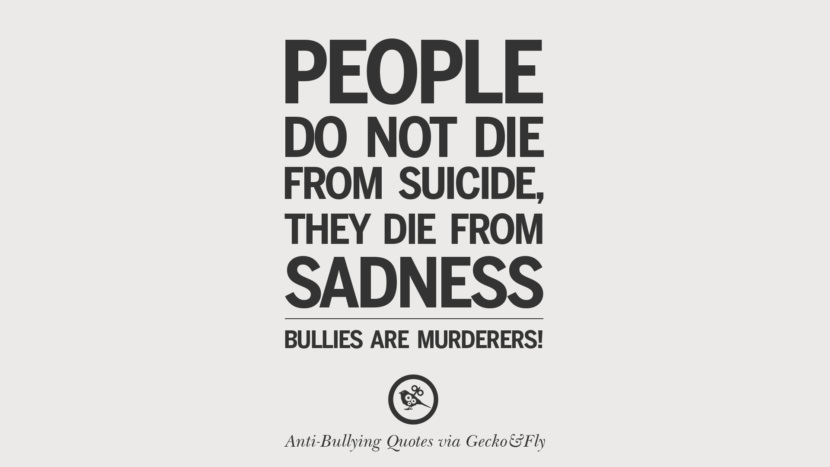 PEOPLE
DO NOT DIE
FROM SUICIDE,
THEY DIE FROM
SADNESS
BULLIES ARE MURDERERS!
Anti-Bullying Quotes via Gecko&Fly